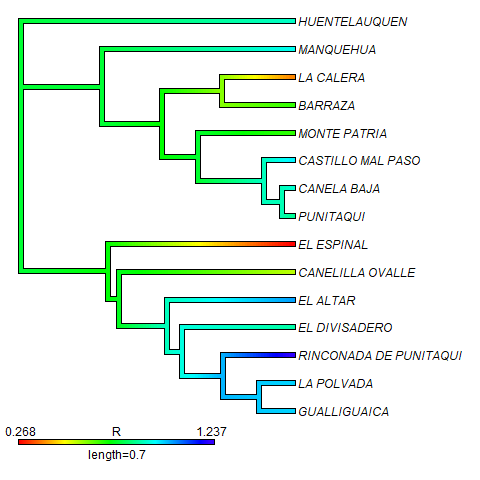 HUENTELAUQUEN
MANQUEHUA
LA CALERA
BARRAZA
MONTE PATRIA
CASTILLO MAL PASO
CANELA BAJA
PUNITAQUI
EL ESPINAL
CANELILLA OVALLE
EL ALTAR
EL DIVISADERO
RINCONADA DE PUNITAQUI
LA POLVADA
GUALLIGUAICA
0.268 R 1.237
length=0.7